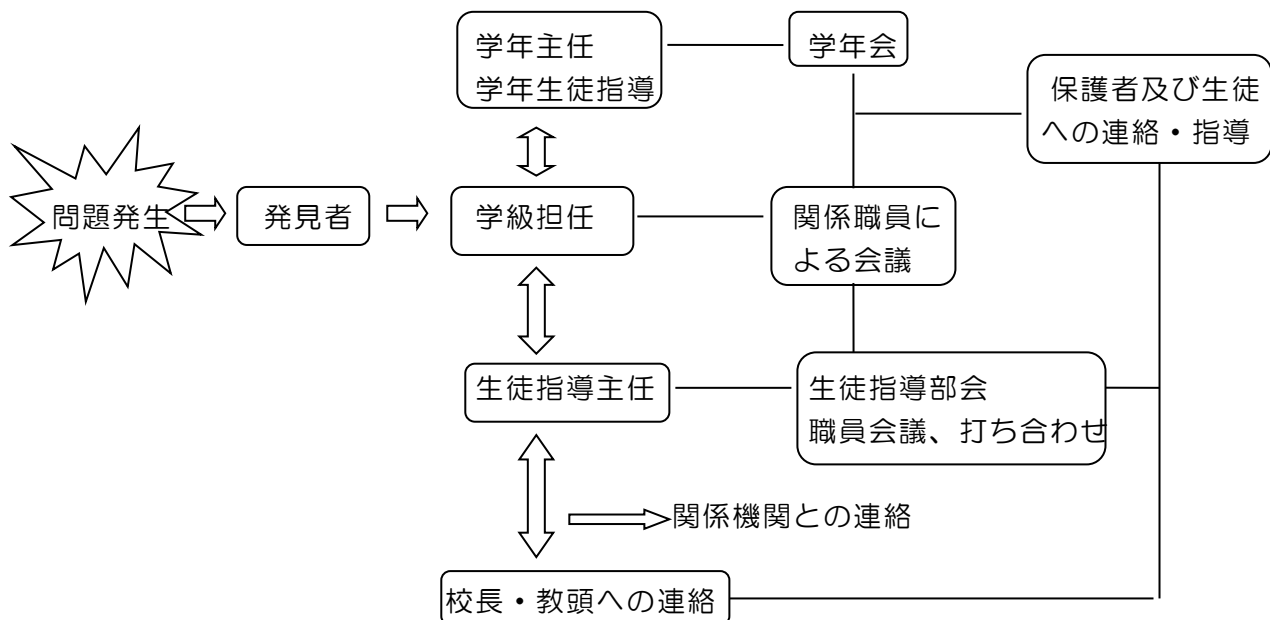 学年主任
学年生徒指導
学年会
保護者及び生徒
への連絡・指導
問題発生
発見者
学級担任
関係職員に
よる会議
生徒指導主任
生徒指導部会
職員会議、打ち合わせ
関係機関との連絡
校長・教頭への連絡